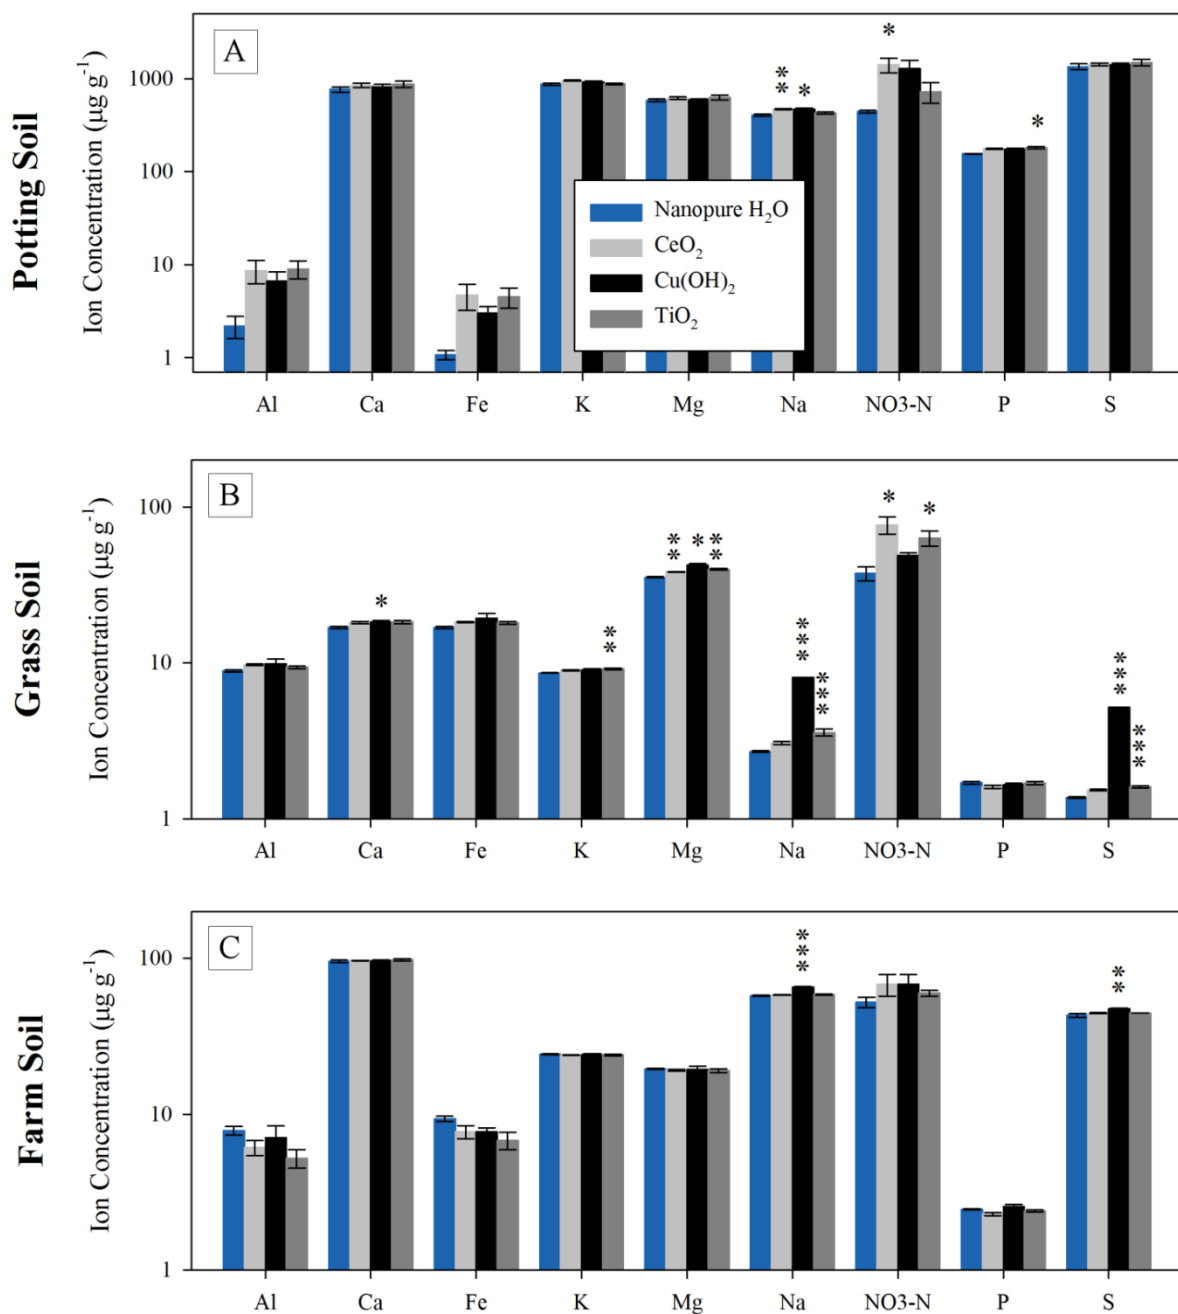 Potting Soil
Ion Concentration (µg g⁻¹)
A
1000
100
10
1
**
*
*
*
Nanopure H₂O
CeO₂
Cu(OH)₂
TiO₂
Al Ca Fe K Mg Na NO3-N P S
Grass Soil
Ion Concentration (µg g⁻¹)
B
100
10
1
*
**
**
*
**
***
***
*
*
***
***
Al Ca Fe K Mg Na NO3-N P S
Farm Soil
Ion Concentration (µg g⁻¹)
C
100
10
1
***
**
Al Ca Fe K Mg Na NO3-N P S